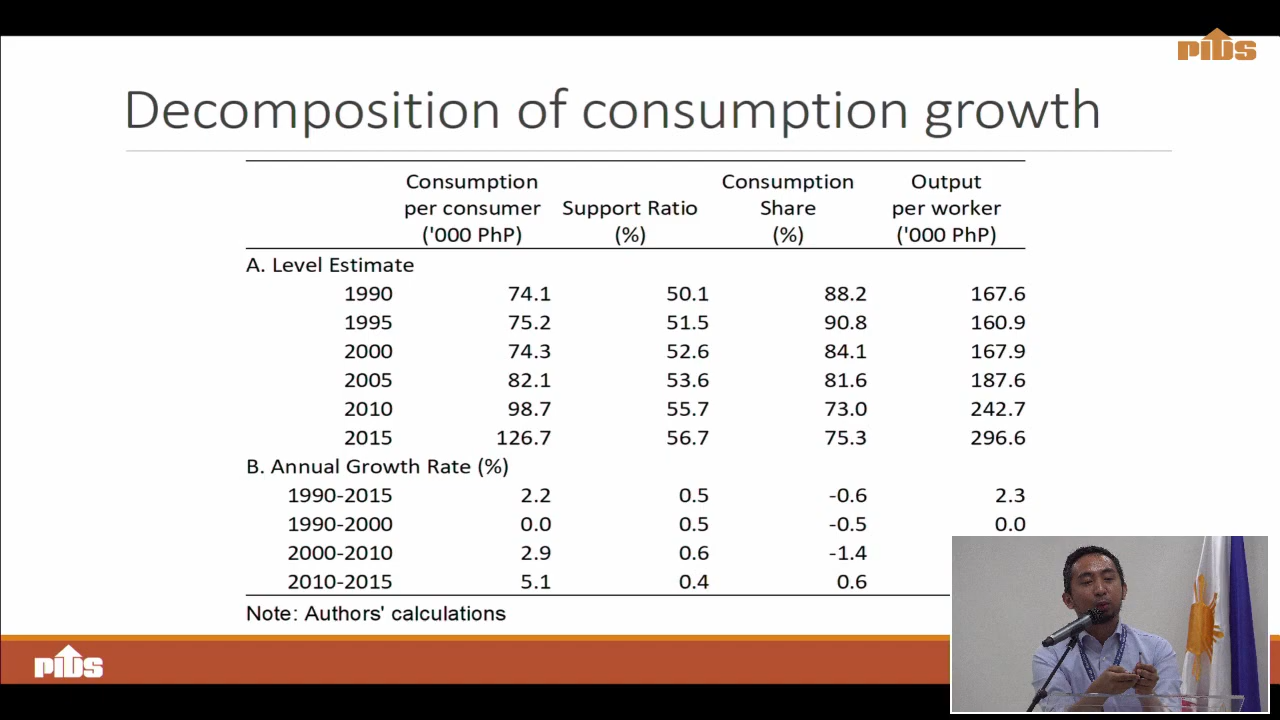 PIDS
Decomposition of consumption growth
Consumption per consumer ('000 PhP) Support Ratio (%) Consumption Share (%) Output per worker ('000 PhP)
A. Level Estimate
1990 74.1 50.1 88.2 167.6
1995 75.2 51.5 90.8 160.9
2000 74.3 52.6 84.1 167.9
2005 82.1 53.6 81.6 187.6
2010 98.7 55.7 73.0 242.7
2015 126.7 56.7 75.3 296.6
B. Annual Growth Rate (%)
1990-2015 2.2 0.5 -0.6 2.3
1990-2000 0.0 0.5 -0.5 0.0
2000-2010 2.9 0.6 -1.4
2010-2015 5.1 0.4 0.6
Note: Authors' calculations
PIDS